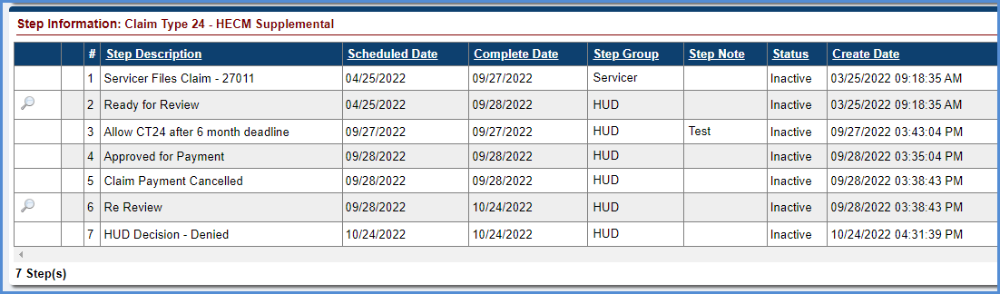 Step Information: Claim Type 24 - HECM Supplemental
# Step Description Scheduled Date Complete Date Step Group Step Note Status Create Date
1 Servicer Files Claim - 27011 04/25/2022 09/27/2022 Servicer Inactive 03/25/2022 09:18:35 AM
2 Ready for Review 04/25/2022 09/28/2022 HUD Inactive 03/25/2022 09:18:35 AM
3 Allow CT24 after 6 month deadline 09/27/2022 09/27/2022 HUD Test Inactive 09/27/2022 03:43:04 PM
4 Approved for Payment 09/28/2022 09/28/2022 HUD Inactive 09/28/2022 03:35:04 PM
5 Claim Payment Cancelled 09/28/2022 09/28/2022 HUD Inactive 09/28/2022 03:38:43 PM
6 Re Review 09/28/2022 10/24/2022 HUD Inactive 09/28/2022 03:38:43 PM
7 HUD Decision - Denied 10/24/2022 10/24/2022 HUD Inactive 10/24/2022 04:31:39 PM
7 Step(s)